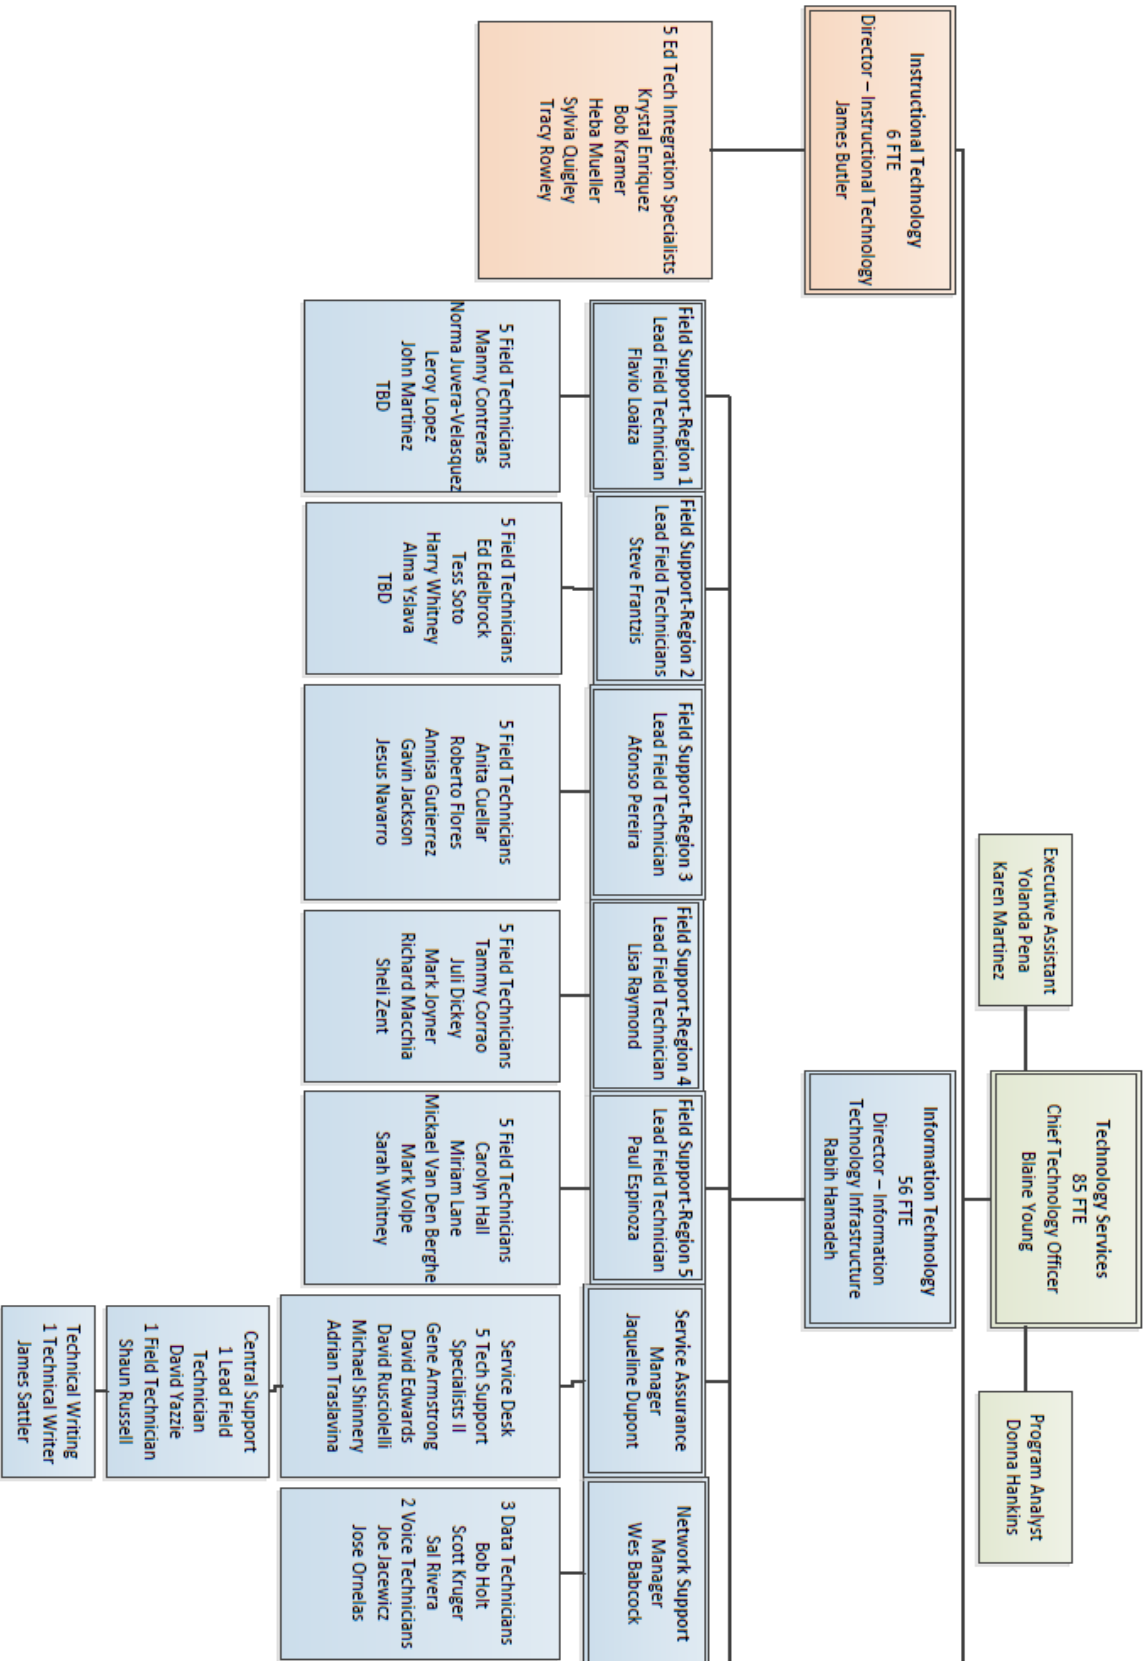 Technology Services
85 FTE
Chief Technology Officer
Blaine Young
Executive Assistant
Yolanda Pena
Karen Martinez
Program Analyst
Donna Hankins
Instructional Technology
6 FTE
Director – Instructional Technology
James Butler
Information Technology
56 FTE
Director – Information
Technology Infrastructure
Rabih Hamadeh
5 Ed Tech Integration Specialists
Krystal Enriquez
Bob Kramer
Heba Mueller
Sylvia Quigley
Tracy Rowley
Field Support-Region 1
Lead Field Technician
Flavio Loaiza
Field Support-Region 2
Lead Field Technicians
Steve Frantzis
Field Support-Region 3
Lead Field Technician
Afonso Pereira
Field Support-Region 4
Lead Field Technician
Lisa Raymond
Field Support-Region 5
Lead Field Technician
Paul Espinoza
Service Assurance
Manager
Jaqueline Dupont
Network Support
Manager
Wes Babcock
5 Field Technicians
Manny Contreras
Norma Juvera-Velasquez
Leroy Lopez
John Martinez
TBD
5 Field Technicians
Ed Edelbrock
Tess Soto
Harry Whitney
Alma Yslava
TBD
5 Field Technicians
Anita Cuellar
Roberto Flores
Annisa Gutierrez
Gavin Jackson
Jesus Navarro
5 Field Technicians
Tammy Corrao
Juli Dickey
Mark Joyner
Richard Macchia
Sheli Zent
5 Field Technicians
Carolyn Hall
Miriam Lane
Mickael Van Den Berghe
Mark Volpe
Sarah Whitney
Service Desk
5 Tech Support
Specialists II
Gene Armstrong
David Edwards
David Rusciolelli
Michael Shinnery
Adrian Traslavina
3 Data Technicians
Bob Holt
Scott Kruger
Sal Rivera
2 Voice Technicians
Joe Jacewicz
Jose Ornelas
Central Support
1 Lead Field
Technician
David Yazzie
1 Field Technician
Shaun Russell
Technical Writing
1 Technical Writer
James Sattler